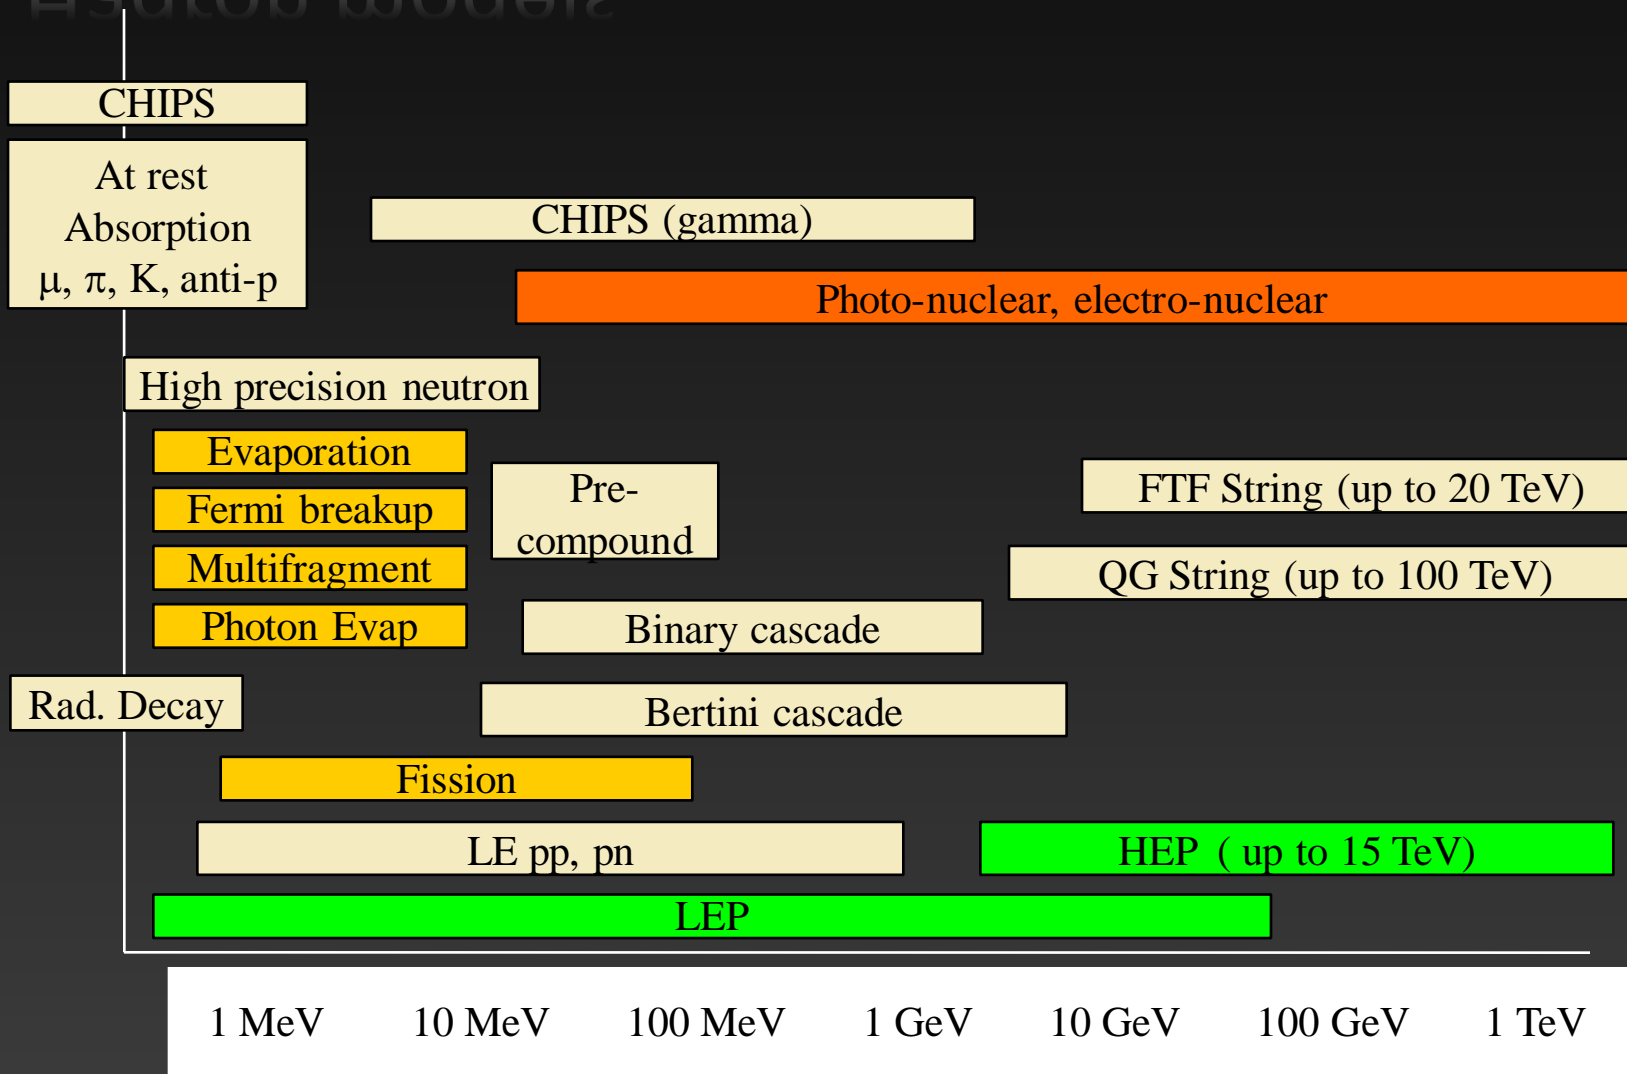 Hadron models
CHIPS
At rest
Absorption
μ, π, K, anti-p
CHIPS (gamma)
Photo-nuclear, electro-nuclear
High precision neutron
Evaporation
Fermi breakup
Multifragment
Photon Evap
Pre-
compound
FTF String (up to 20 TeV)
QG String (up to 100 TeV)
Binary cascade
Rad. Decay
Bertini cascade
Fission
LE pp, pn
HEP ( up to 15 TeV)
LEP
1 MeV 10 MeV 100 MeV 1 GeV 10 GeV 100 GeV 1 TeV